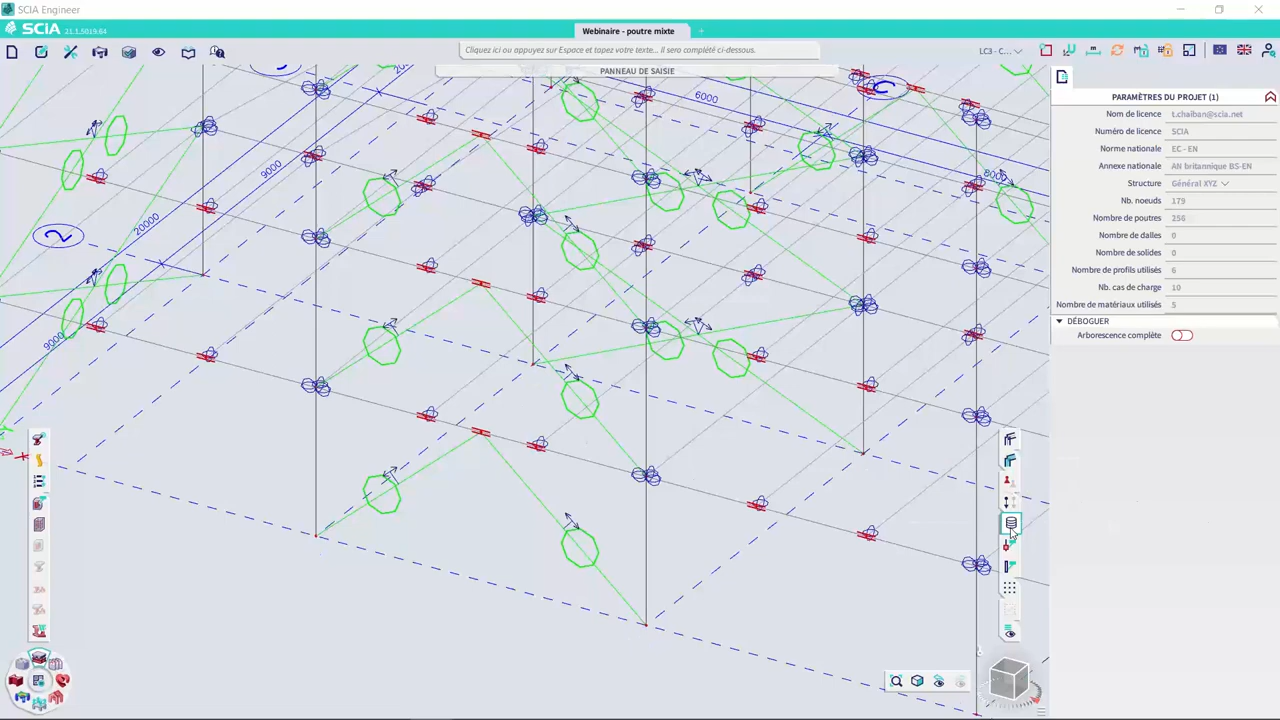 SCIA Engineer
SCIA 21.1.5019.64
Webinaire - poutre mixte
Cliquez ici ou appuyez sur Espace et tapez votre texte... il sera complété ci-dessous.
LC3 - C...
PANNEAU DE SAISIE
PARAMÈTRES DU PROJET (1)
Nom de licence t.chaiban@scia.net
Numéro de licence SCIA
Norme nationale EC - EN
Annexe nationale AN britannique BS-EN
Structure Général XYZ
Nb. noeuds 179
Nombre de poutres 256
Nombre de dalles 0
Nombre de solides 0
Nombre de profils utilisés 6
Nb. cas de charge 10
Nombre de matériaux utilisés 5
DÉBOGUER
Arborescence complète
6000
C
9000
20000
2
9000